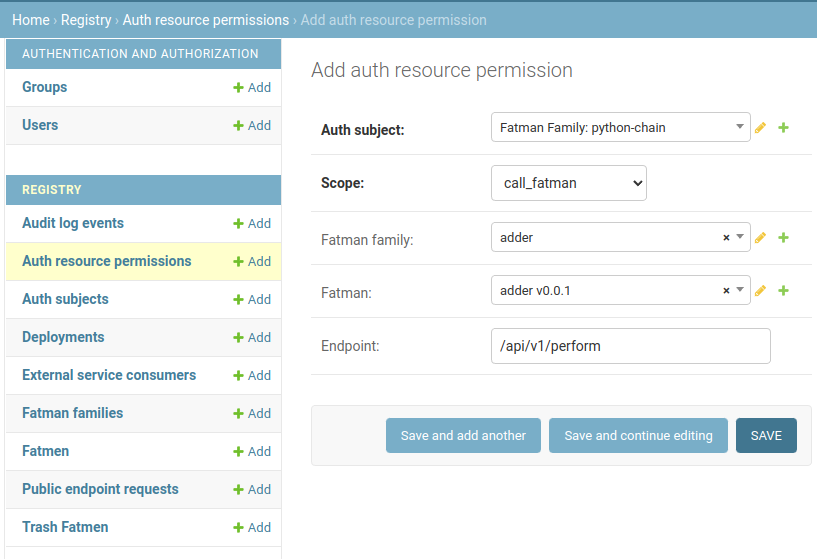 Home › Registry › Auth resource permissions › Add auth resource permission
AUTHENTICATION AND AUTHORIZATION
Groups + Add
Users + Add
REGISTRY
Audit log events + Add
Auth resource permissions + Add
Auth subjects + Add
Deployments + Add
External service consumers + Add
Fatman families + Add
Fatmen + Add
Public endpoint requests + Add
Trash Fatmen + Add
Add auth resource permission
Auth subject: Fatman Family: python-chain
Scope: call_fatman
Fatman family: adder ×
Fatman: adder v0.0.1 ×
Endpoint: /api/v1/perform
Save and add another Save and continue editing SAVE